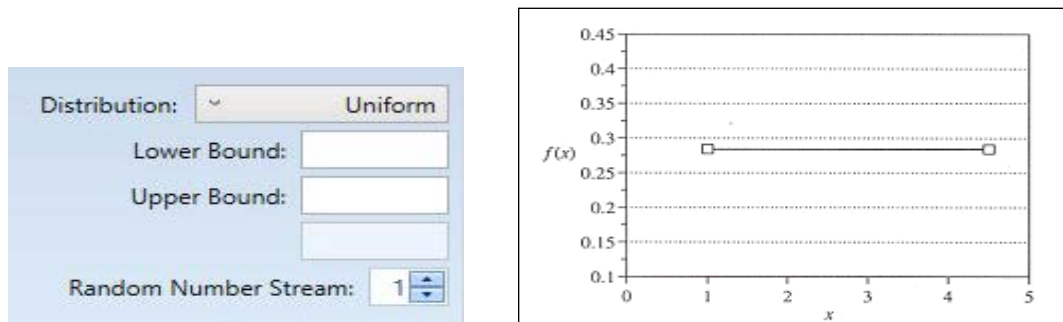 Distribution: Uniform
Lower Bound:
Upper Bound:
Random Number Stream: 1
0.45
0.4
0.35
0.3
f(x)
0.25
0.2
0.15
0.1
0 1 2 3 4 5
x